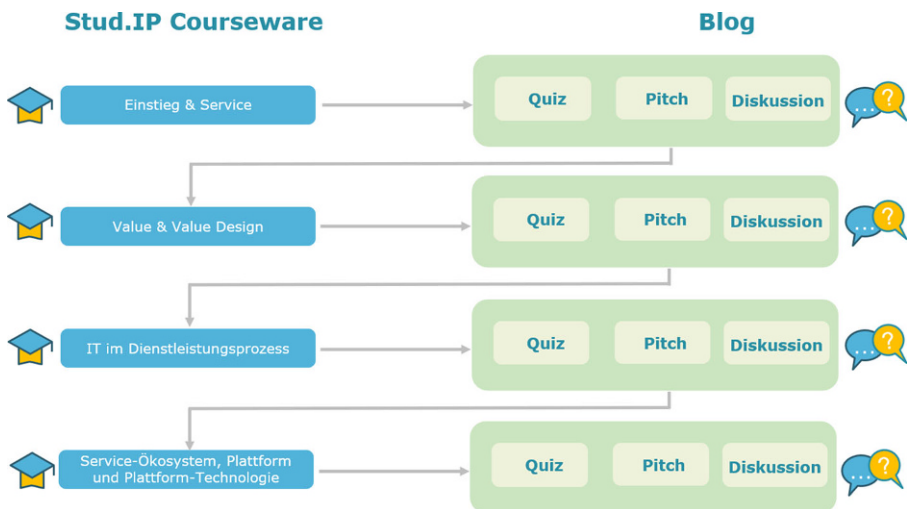 Stud.IP Courseware
Blog
Einstieg & Service
Quiz
Pitch
Diskussion
...
?
Value & Value Design
Quiz
Pitch
Diskussion
...
?
IT im Dienstleistungsprozess
Quiz
Pitch
Diskussion
...
?
Service-Ökosystem, Plattform
und Plattform-Technologie
Quiz
Pitch
Diskussion
...
?